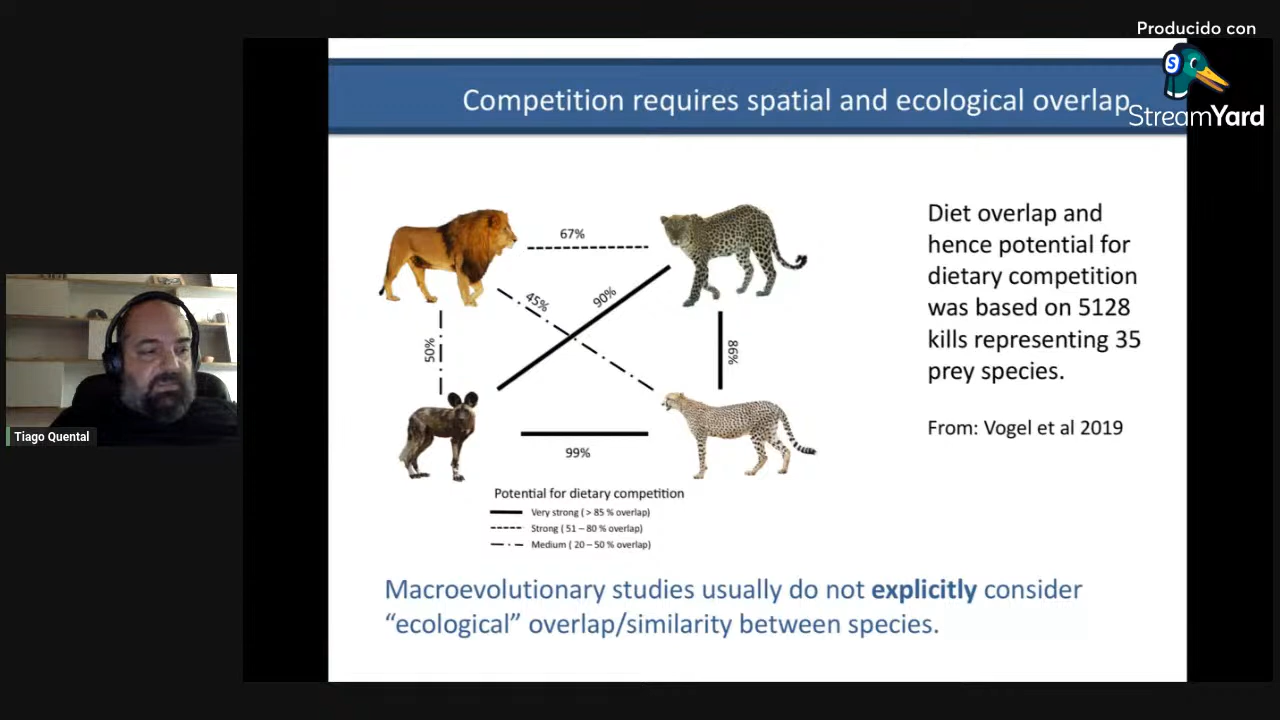 Producido con
StreamYard
Competition requires spatial and ecological overlap
67%
45%
90%
50%
86%
99%
Diet overlap and
hence potential for
dietary competition
was based on 5128
kills representing 35
prey species.
From: Vogel et al 2019
Tiago Quental
Potential for dietary competition
Very strong ( > 85 % overlap)
Strong ( 51 – 80 % overlap)
Medium ( 20 – 50 % overlap)
Macroevolutionary studies usually do not explicitly consider
“ecological” overlap/similarity between species.